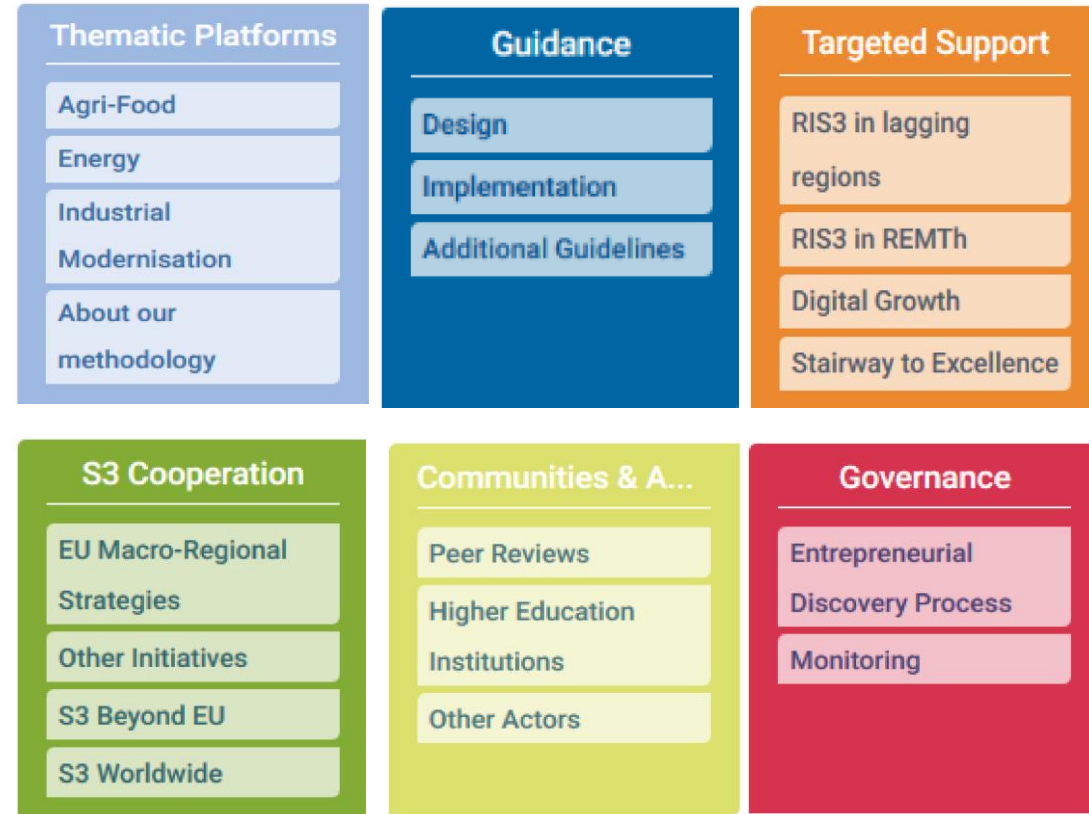 Thematic Platforms
Agri-Food
Energy
Industrial
Modernisation
About our
methodology
Guidance
Design
Implementation
Additional Guidelines
Targeted Support
RIS3 in lagging
regions
RIS3 in REMTh
Digital Growth
Stairway to Excellence
S3 Cooperation
EU Macro-Regional
Strategies
Other Initiatives
S3 Beyond EU
S3 Worldwide
Communities & A...
Peer Reviews
Higher Education
Institutions
Other Actors
Governance
Entrepreneurial
Discovery Process
Monitoring